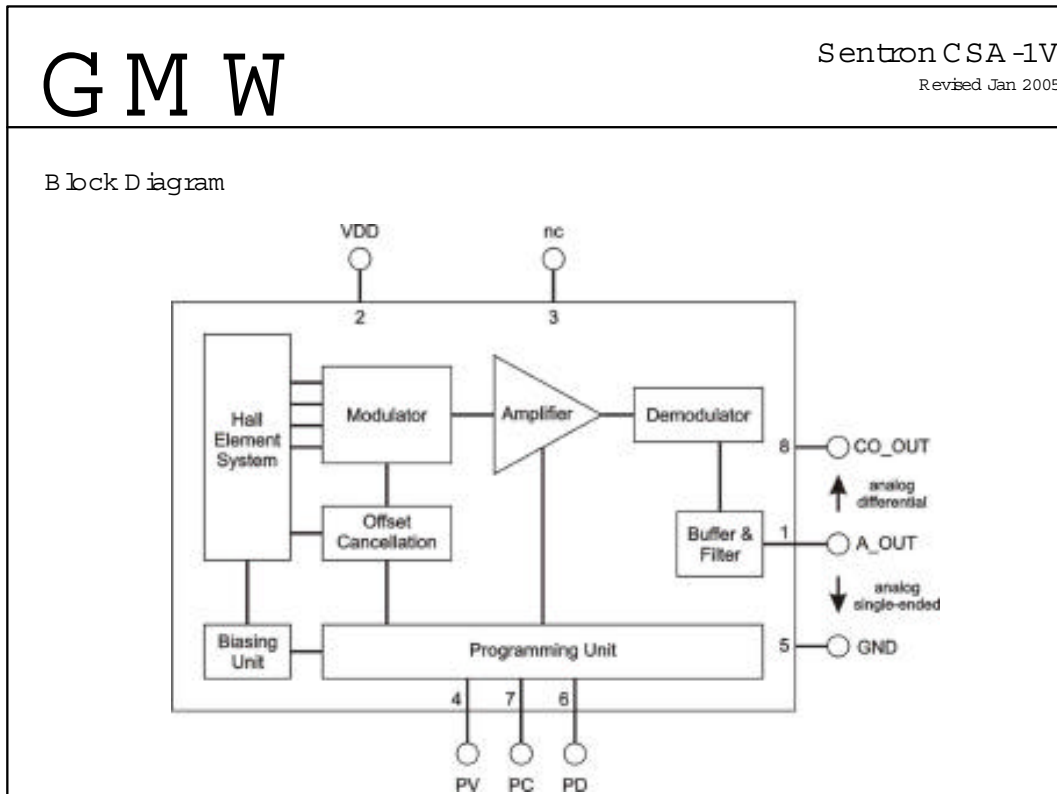 GMW
Sentron CSA-1V
Revised Jan 2005
Block Diagram
VDD
nc
2
3
Hall
Element
System
Modulator
Amplifier
Demodulator
8
CO_OUT
analog
differential
Offset
Cancellation
Buffer &
Filter
1
A_OUT
analog
single-ended
Biasing
Unit
Programming Unit
5
GND
4
7
6
PV
PC
PD